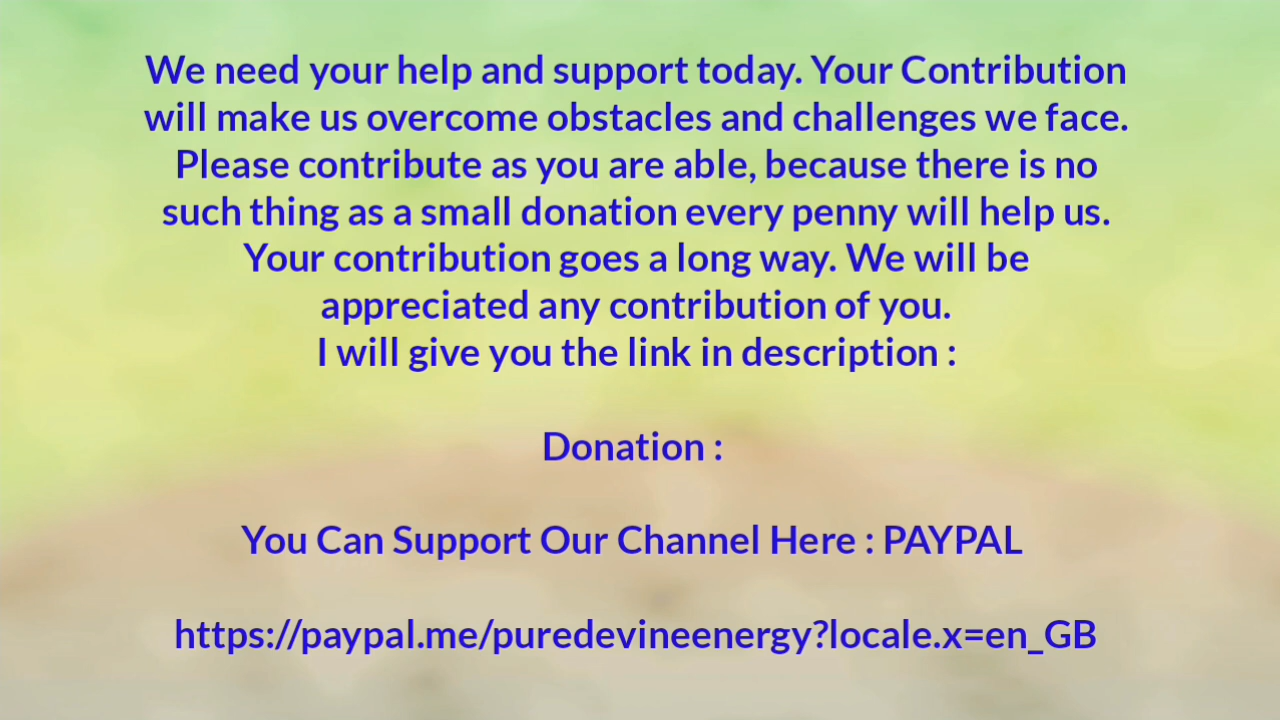 We need your help and support today. Your Contribution
will make us overcome obstacles and challenges we face.
Please contribute as you are able, because there is no
such thing as a small donation every penny will help us.
Your contribution goes a long way. We will be
appreciated any contribution of you.
I will give you the link in description :
Donation :
You Can Support Our Channel Here : PAYPAL
https://paypal.me/puredevineenergy?locale.x=en_GB